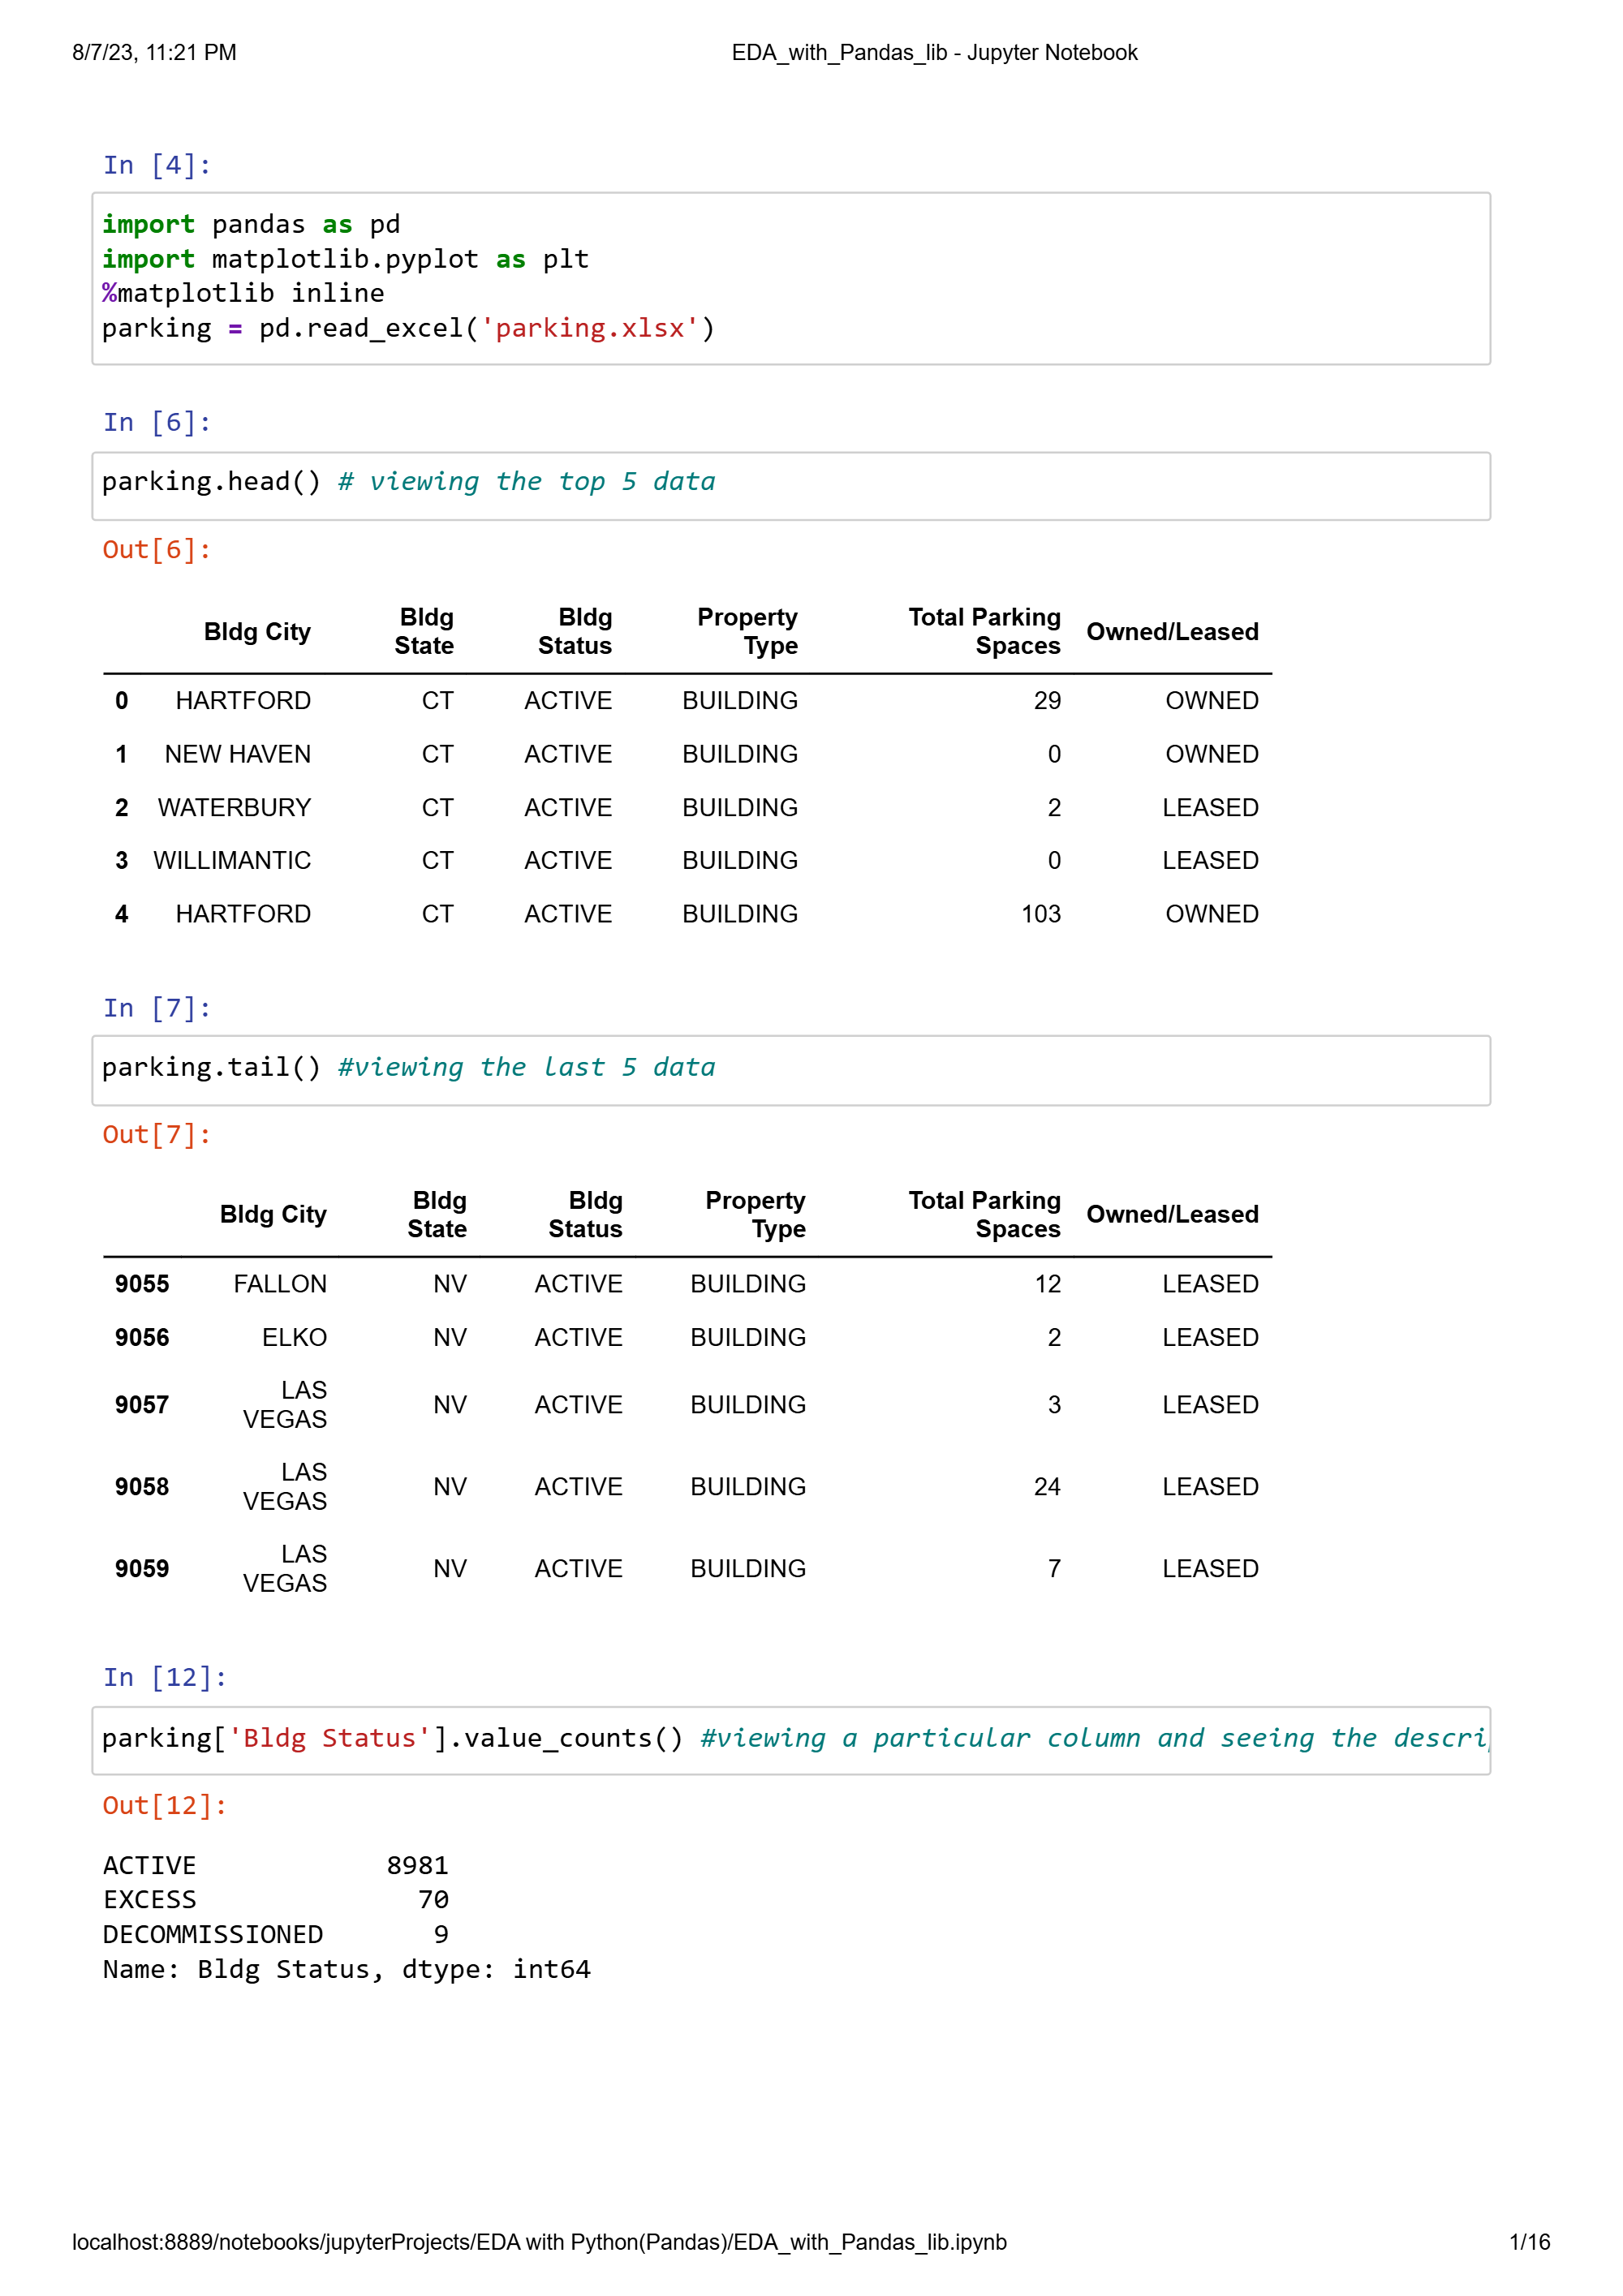 8/7/23, 11:21 PM EDA_with_Pandas_lib - Jupyter Notebook
In [4]:
import pandas as pd
import matplotlib.pyplot as plt
%matplotlib inline
parking = pd.read_excel('parking.xlsx')
In [6]:
parking.head() # viewing the top 5 data
Out[6]:
Bldg City Bldg State Bldg Status Property Type Total Parking Spaces Owned/Leased
0 HARTFORD CT ACTIVE BUILDING 29 OWNED
1 NEW HAVEN CT ACTIVE BUILDING 0 OWNED
2 WATERBURY CT ACTIVE BUILDING 2 LEASED
3 WILLIMANTIC CT ACTIVE BUILDING 0 LEASED
4 HARTFORD CT ACTIVE BUILDING 103 OWNED
In [7]:
parking.tail() #viewing the last 5 data
Out[7]:
Bldg City Bldg State Bldg Status Property Type Total Parking Spaces Owned/Leased
9055 FALLON NV ACTIVE BUILDING 12 LEASED
9056 ELKO NV ACTIVE BUILDING 2 LEASED
9057 LAS VEGAS NV ACTIVE BUILDING 3 LEASED
9058 LAS VEGAS NV ACTIVE BUILDING 24 LEASED
9059 LAS VEGAS NV ACTIVE BUILDING 7 LEASED
In [12]:
parking['Bldg Status'].value_counts() #viewing a particular column and seeing the descri
Out[12]:
ACTIVE 8981
EXCESS 70
DECOMMISSIONED 9
Name: Bldg Status, dtype: int64
localhost:8889/notebooks/jupyterProjects/EDA with Python(Pandas)/EDA_with_Pandas_lib.ipynb 1/16